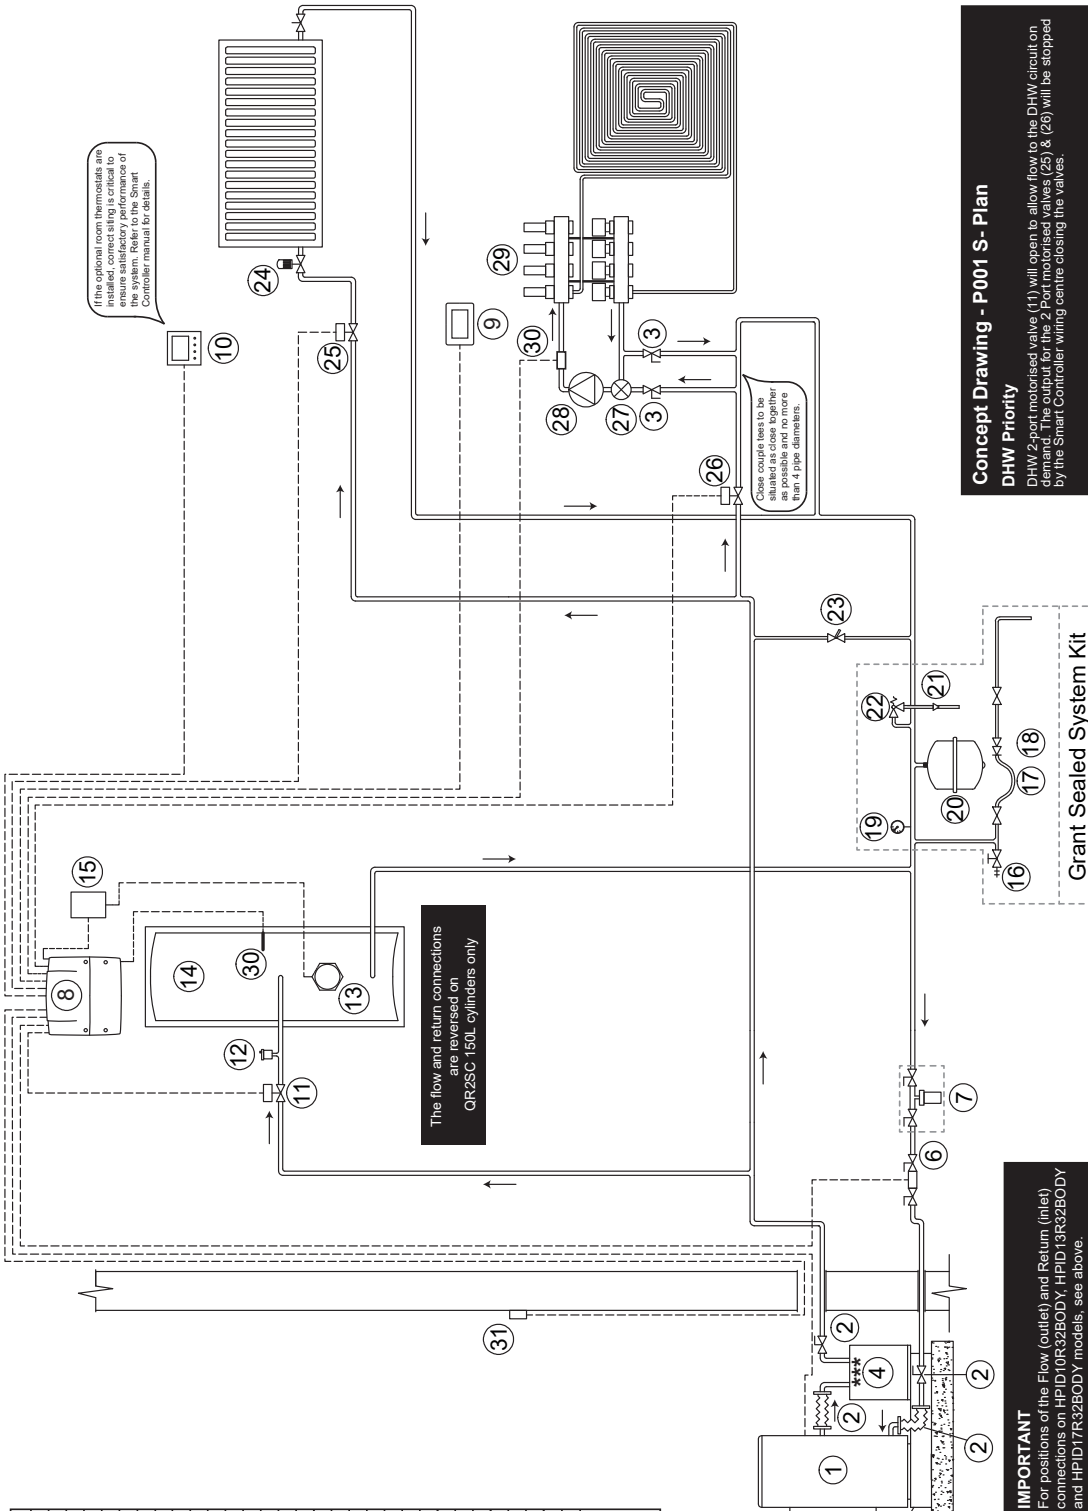 If the optional room thermostats are
installed, correct siting is critical to
ensure satisfactory performance of
the system. Refer to the Smart
Controller manual for details.
10
24
25
9
29
30
28
27
3
3
26
Close couple tees to be
situated as close together
as possible and no more
than 4 pipe diameters.
8
15
14
30
13
12
11
The flow and return connections
are reversed on
QR2SC 150L cylinders only
23
22
21
20
19
18
17
16
Grant Sealed System Kit
31
2
4
***
2
1
2
2
6
7
Concept Drawing - P001 S- Plan
DHW Priority
DHW 2-port motorised valve (11) will open to allow flow to the DHW circuit on
demand. The output for the 2 Port motorised valves (25) & (26) will be stopped
by the Smart Controller wiring centre closing the valves.
IMPORTANT
For positions of the Flow (outlet) and Return (inlet)
connections on HPID10R32BODY, HPID13R32BODY
and HPID17R32BODY models, see above.